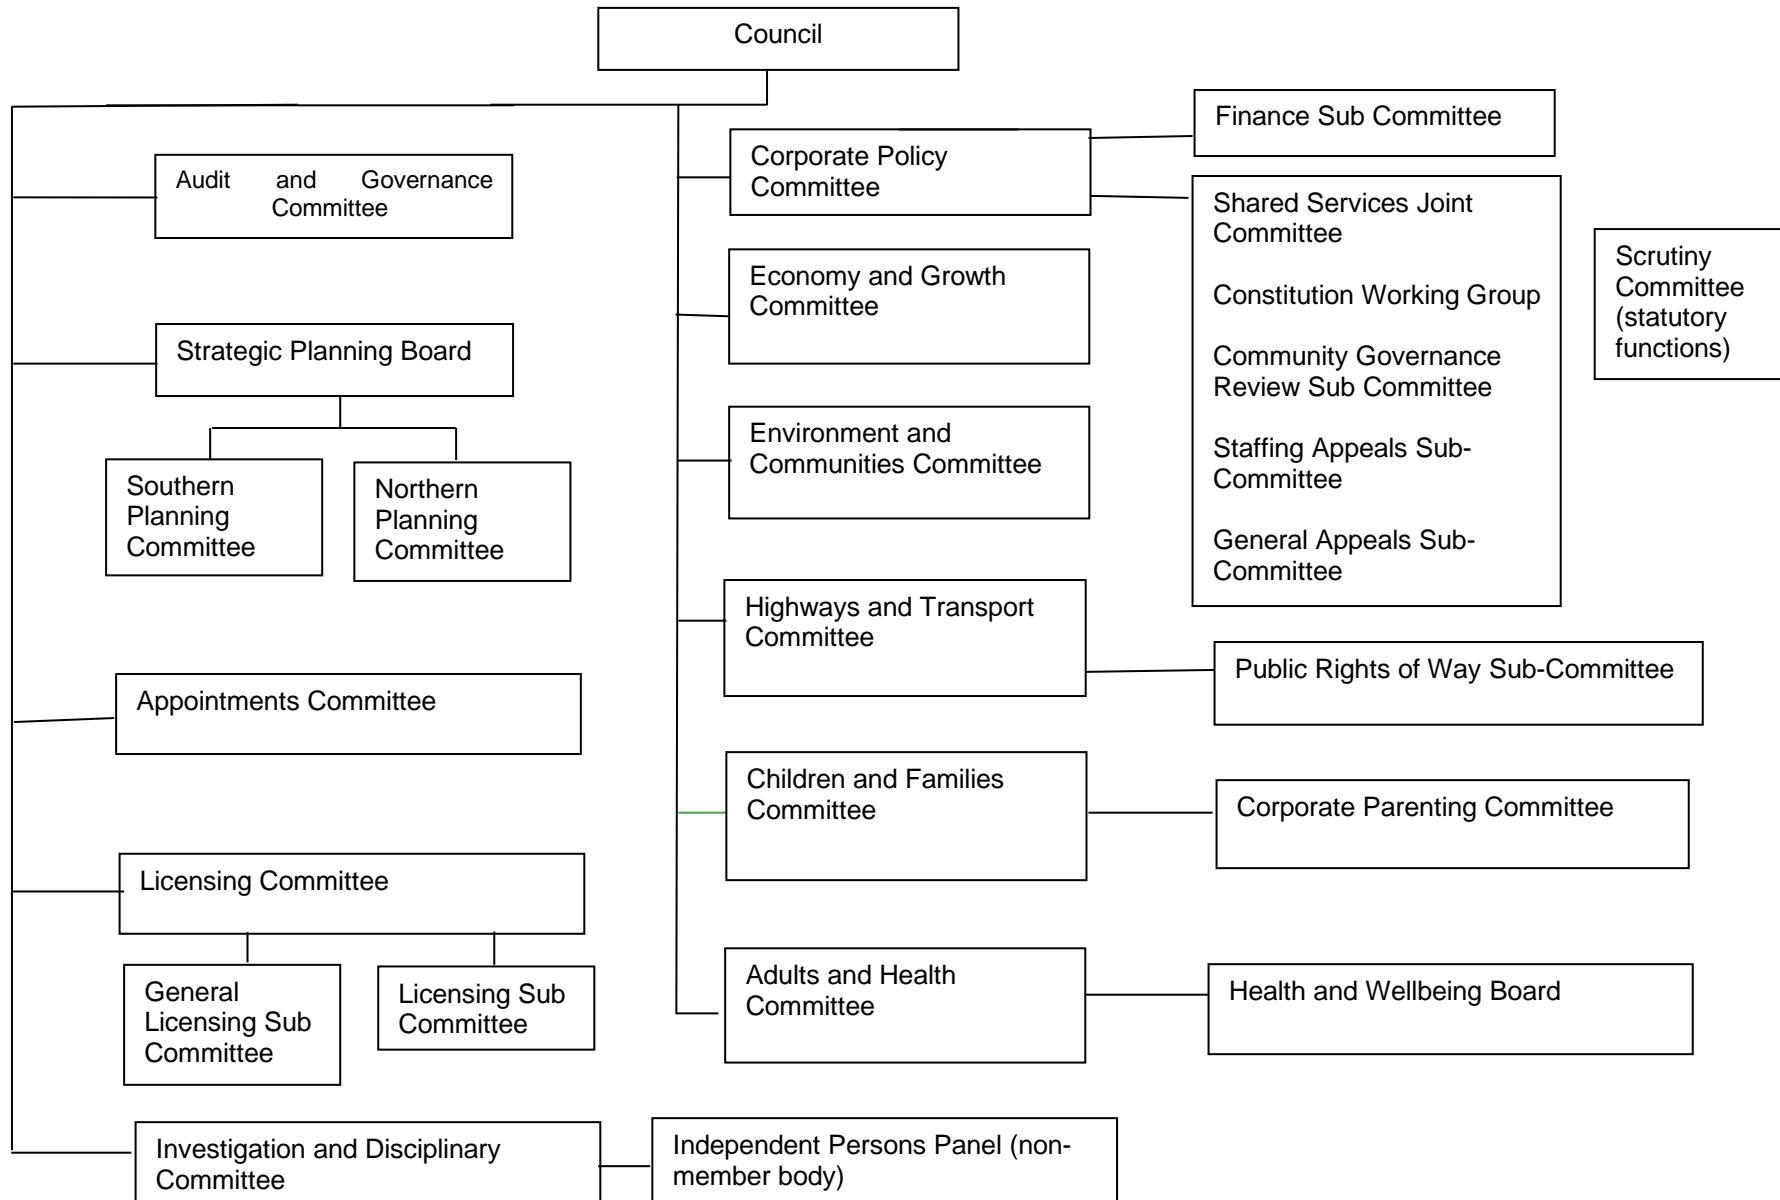 Council
Audit and Governance
Committee
Strategic Planning Board
Southern
Planning
Committee
Northern
Planning
Committee
Appointments Committee
Licensing Committee
General
Licensing Sub
Committee
Licensing Sub
Committee
Investigation and Disciplinary
Committee
Independent Persons Panel (non-
member body)
Corporate Policy
Committee
Economy and Growth
Committee
Environment and
Communities Committee
Highways and Transport
Committee
Children and Families
Committee
Adults and Health
Committee
Finance Sub Committee
Shared Services Joint
Committee
Constitution Working Group
Community Governance
Review Sub Committee
Staffing Appeals Sub-
Committee
General Appeals Sub-
Committee
Public Rights of Way Sub-Committee
Corporate Parenting Committee
Health and Wellbeing Board
Scrutiny
Committee
(statutory
functions)